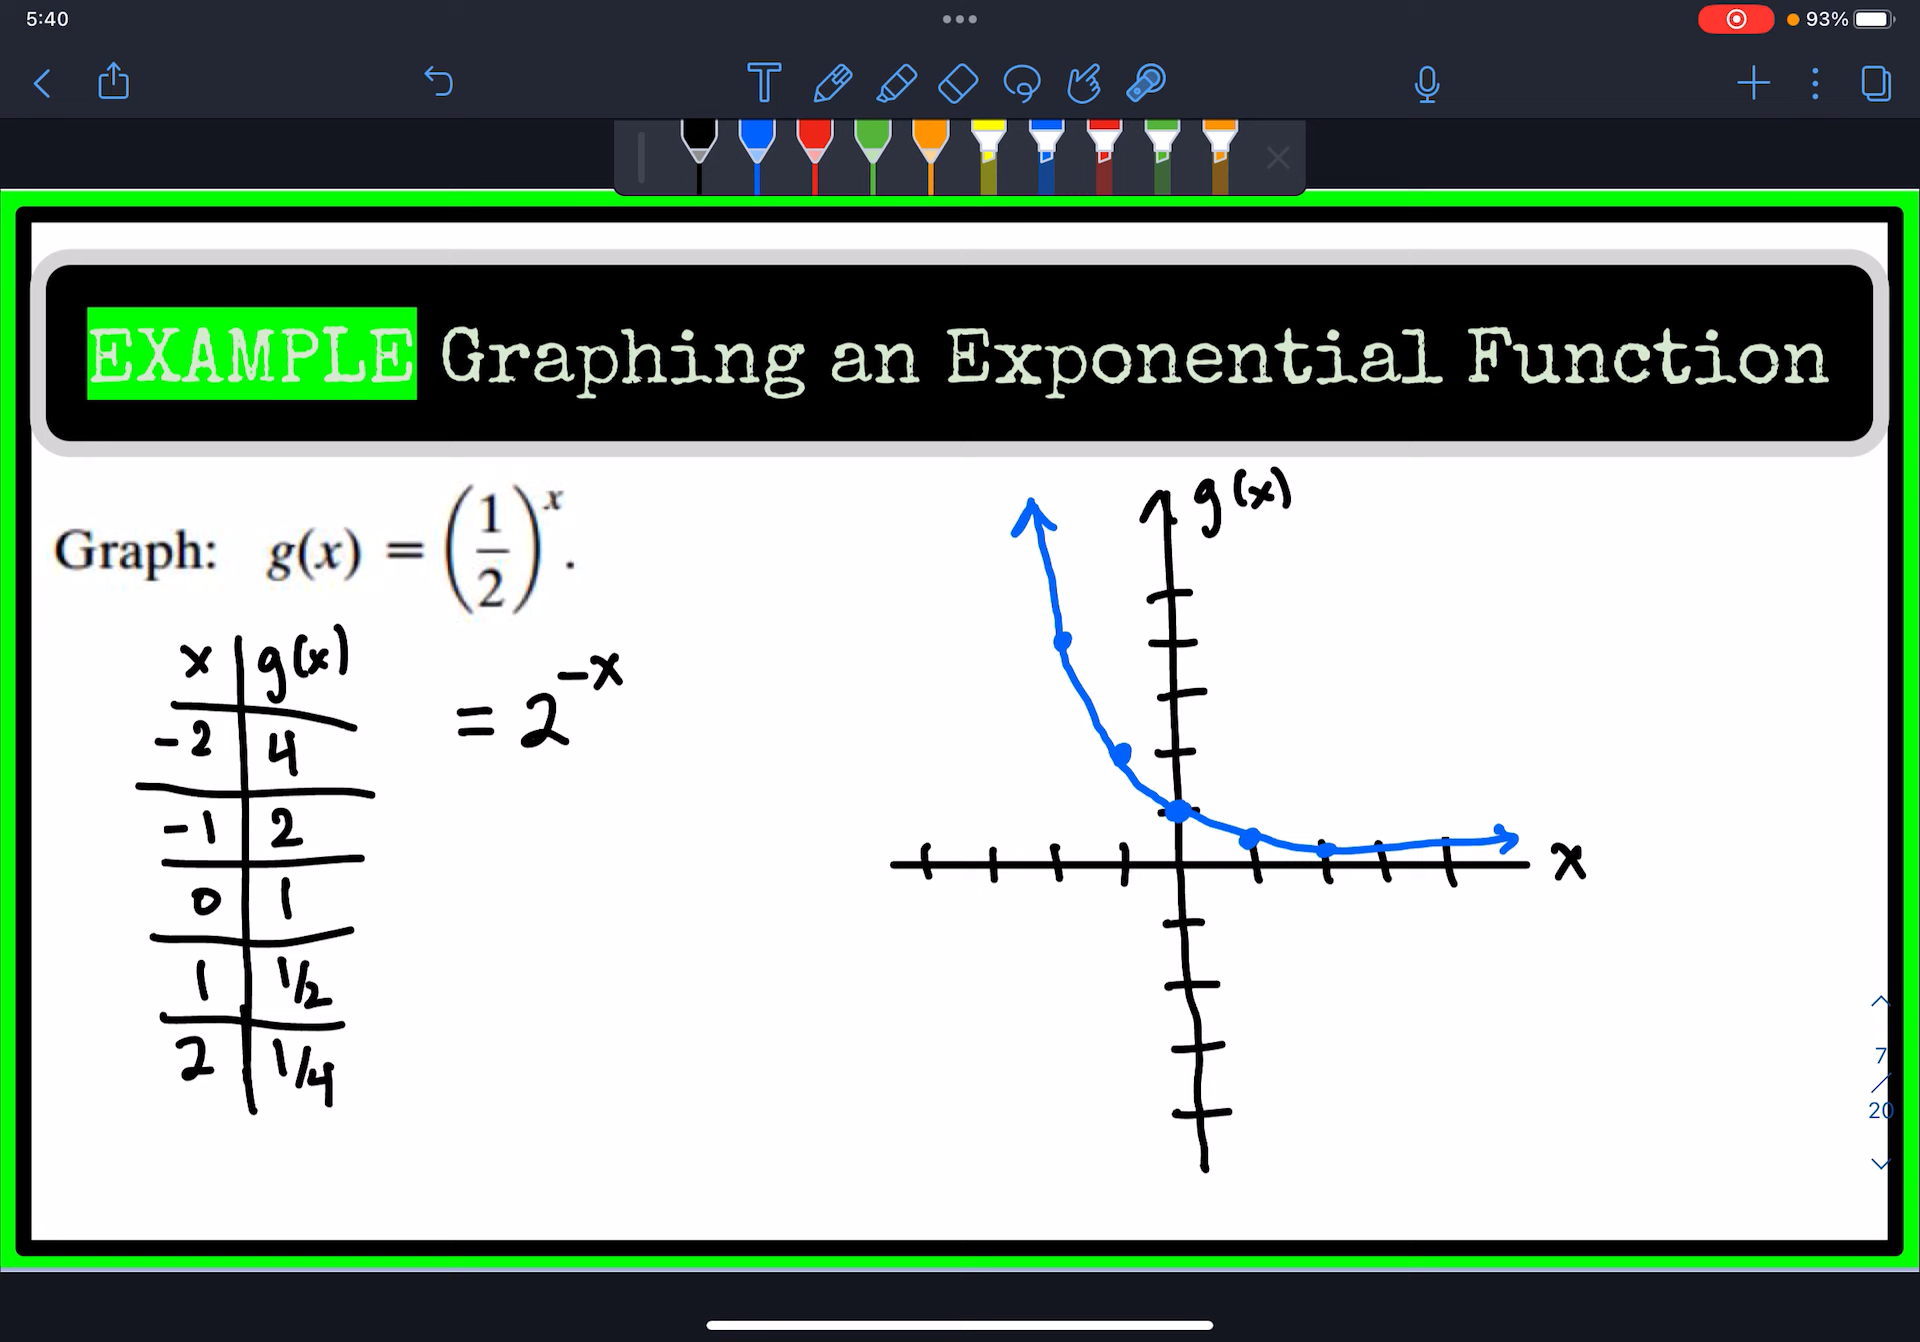 5:40
93%
T
EXAMPLE Graphing an Exponential Function
Graph: g(x) = (1/2)^x.
= 2^-x
x | g(x)
-2 | 4
-1 | 2
0 | 1
1 | 1/2
2 | 1/4
g(x)
x
7
/
20